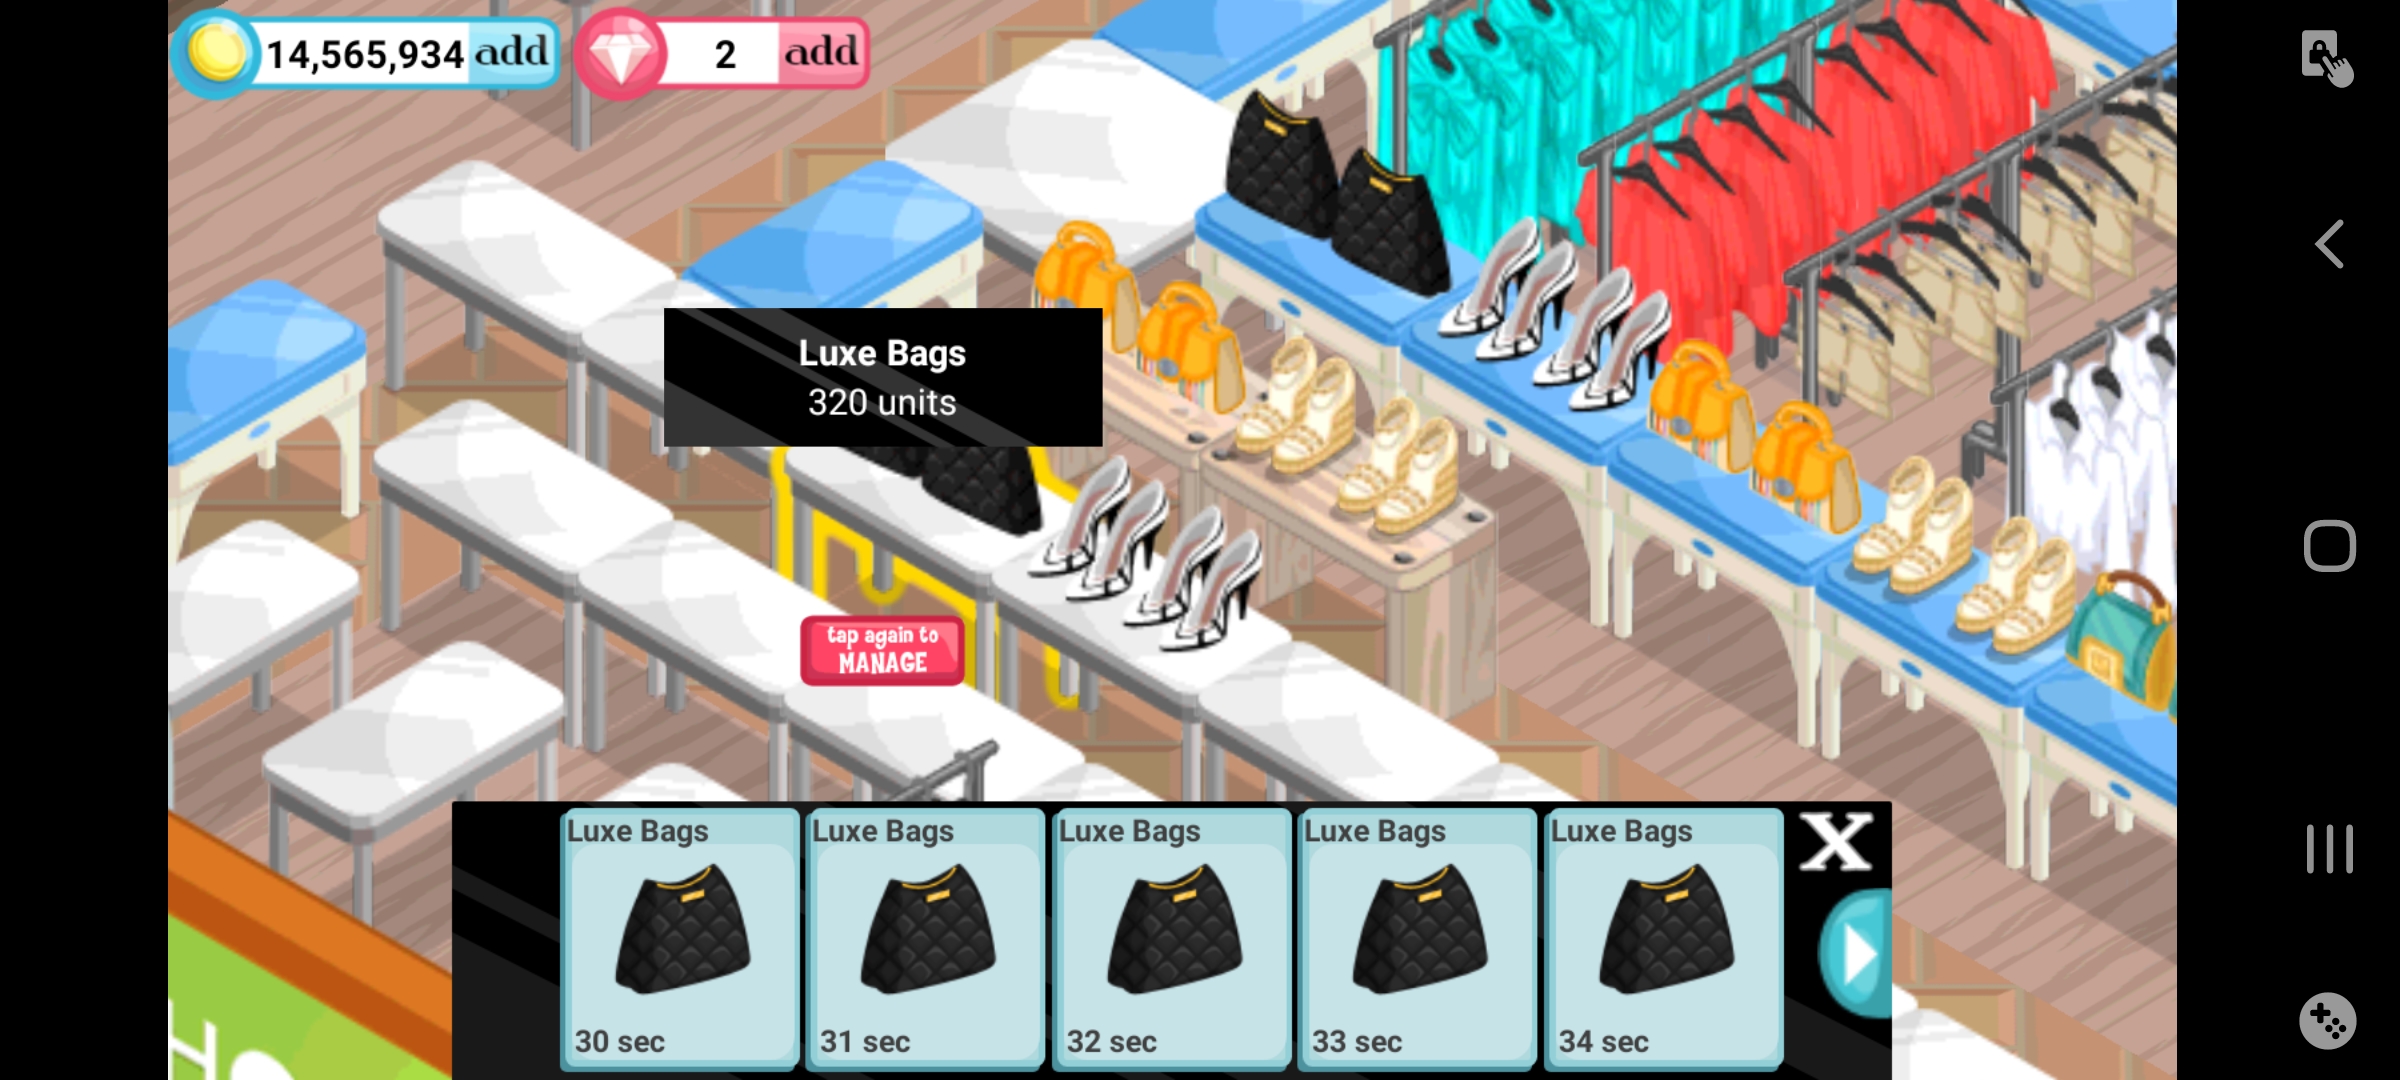 14,565,934 add
2 add
Luxe Bags
320 units
tap again to
MANAGE
Luxe Bags
30 sec
Luxe Bags
31 sec
Luxe Bags
32 sec
Luxe Bags
33 sec
Luxe Bags
34 sec
X